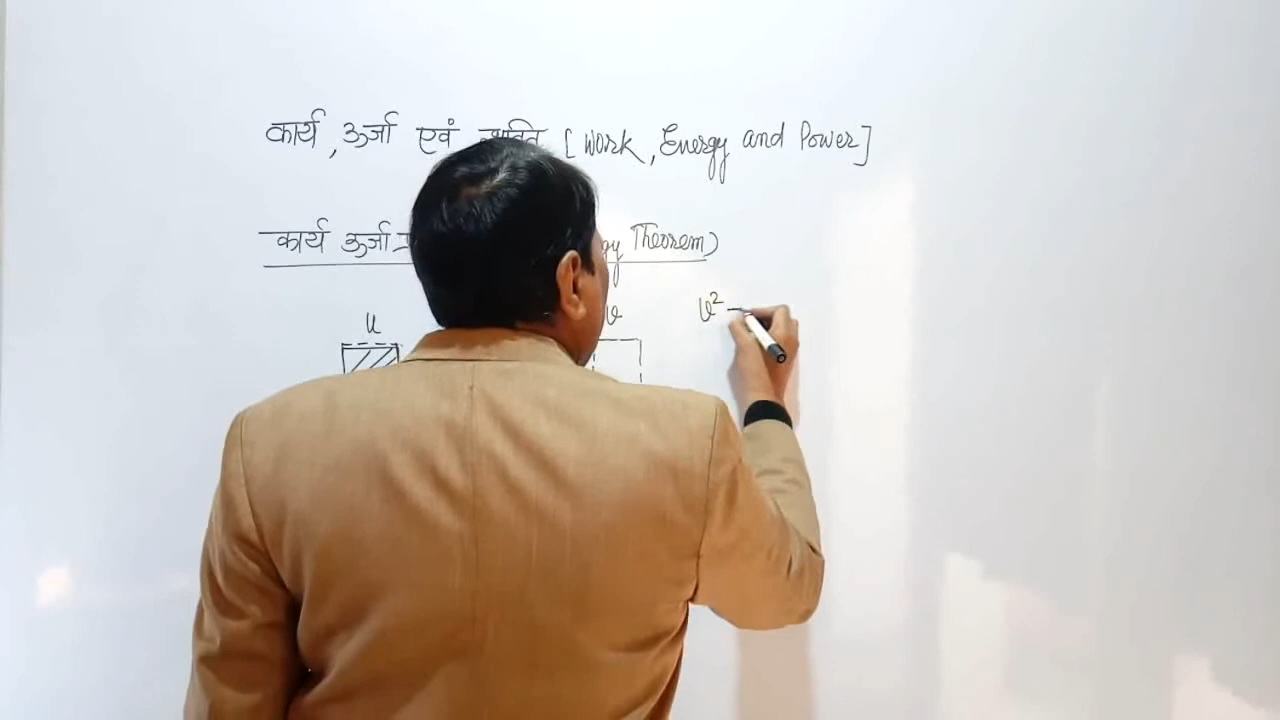 कार्य, ऊर्जा एवं [Work, Energy and Power]
कार्य ऊर्जा Theorem)
u v v² -